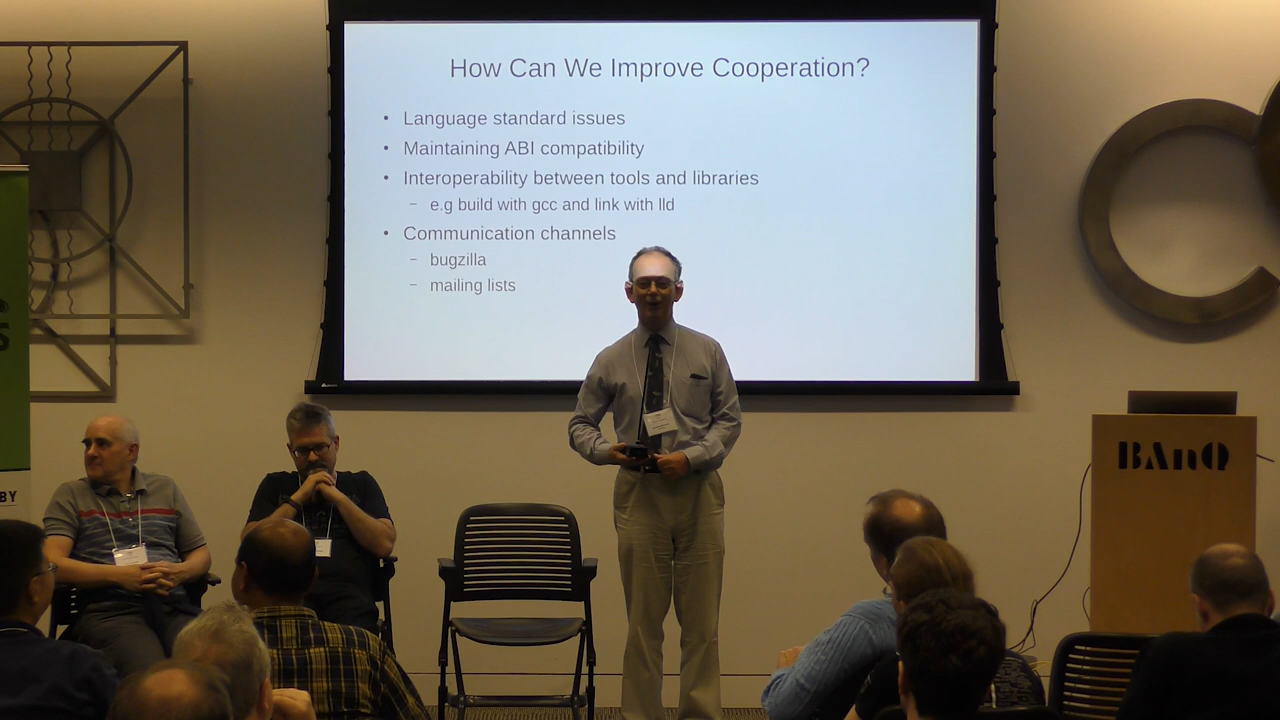 How Can We Improve Cooperation?
• Language standard issues
• Maintaining ABI compatibility
• Interoperability between tools and libraries
– e.g build with gcc and link with lld
• Communication channels
– bugzilla
– mailing lists
BAnQ
S
BY